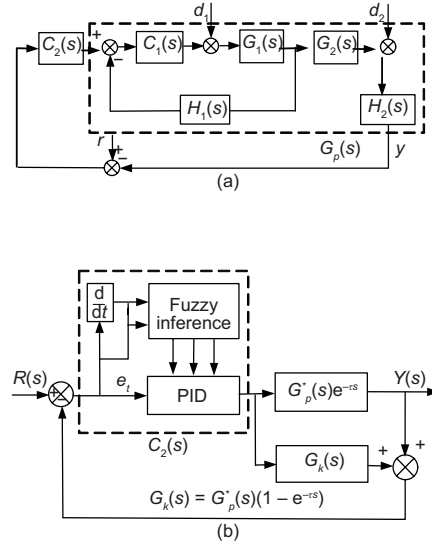 d₁
d₂
C₂(s)
+
−
C₁(s)
G₁(s)
G₂(s)
H₁(s)
H₂(s)
r
+
−
Gₚ(s)
y
(a)
d
dt
Fuzzy
inference
R(s)
+
−
eₜ
PID
G*ₚ(s)e^−τs
Y(s)
C₂(s)
Gₖ(s)
+
+
Gₖ(s) = G*ₚ(s)(1 − e^−τs)
(b)